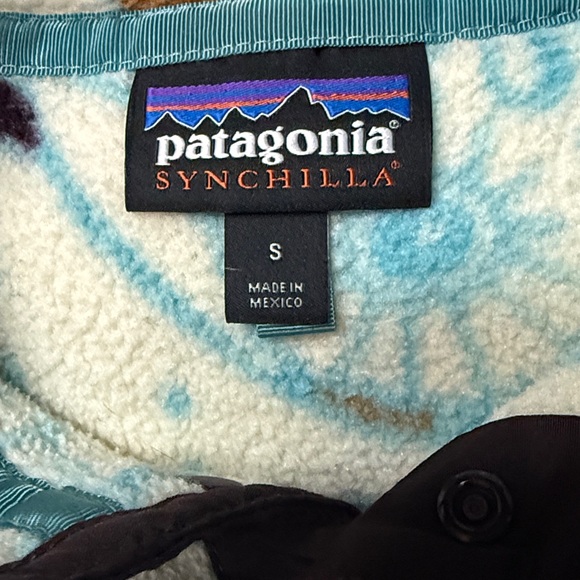 patagonia®
SYNCHILLA®
S
MADE IN
MEXICO